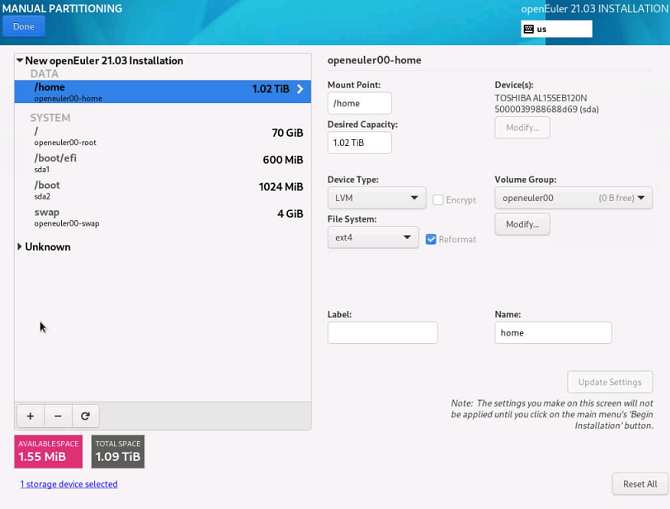 MANUAL PARTITIONING
openEuler 21.03 INSTALLATION
Done
us
New openEuler 21.03 Installation
DATA
/home
1.02 TiB
openeuler00-home
SYSTEM
/
70 GiB
openeuler00-root
/boot/efi
600 MiB
sda1
/boot
1024 MiB
sda2
swap
4 GiB
openeuler00-swap
Unknown
+ −
AVAILABLE SPACE
1.55 MiB
TOTAL SPACE
1.09 TiB
1 storage device selected
openeuler00-home
Mount Point:
/home
Desired Capacity:
1.02 TiB
Device(s):
TOSHIBA AL15SEB120N
5000039988688d69 (sda)
Modify...
Device Type:
LVM
Encrypt
File System:
ext4
Reformat
Volume Group:
openeuler00 (0 B free)
Modify...
Label:
Name:
home
Update Settings
Note: The settings you make on this screen will not
be applied until you click on the main menu's 'Begin
Installation' button.
Reset All